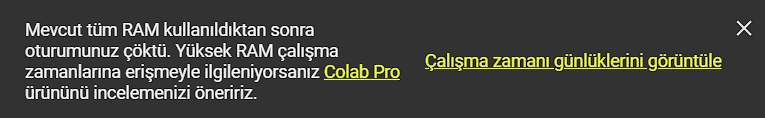 Mevcut tüm RAM kullanıldıktan sonra
oturumunuz çöktü. Yüksek RAM çalışma
zamanlarına erişmeyle ilgileniyorsanız Colab Pro
ürününü incelemenizi öneririz.
Çalışma zamanı günlüklerini görüntüle